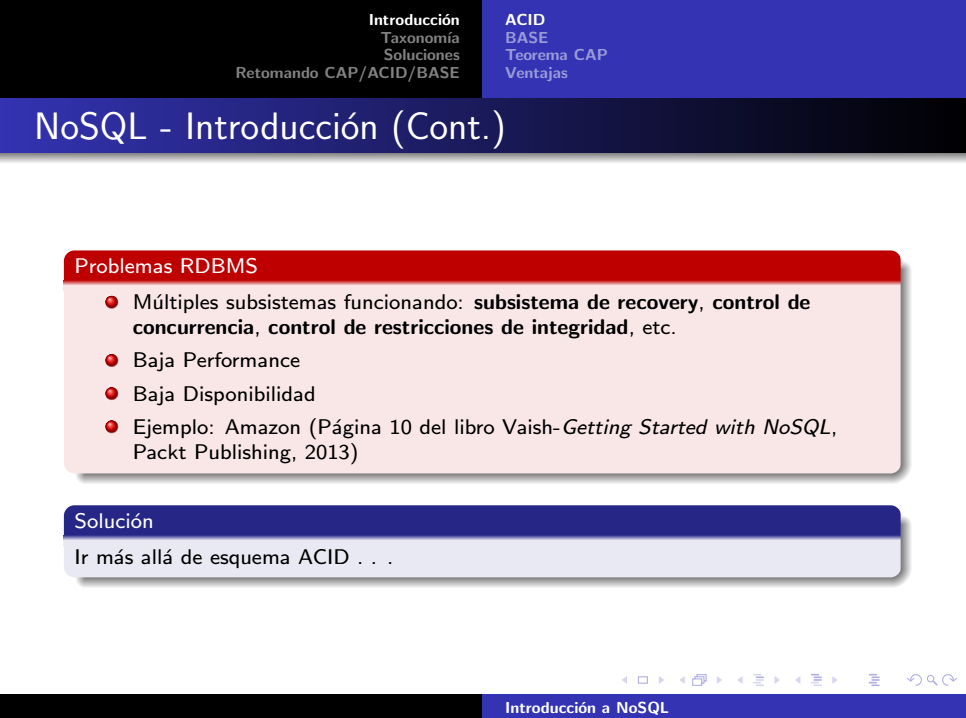 Introducción
Taxonomía
Soluciones
Retomando CAP/ACID/BASE
ACID
BASE
Teorema CAP
Ventajas
NoSQL - Introducción (Cont.)
Problemas RDBMS
Múltiples subsistemas funcionando: subsistema de recovery, control de
concurrencia, control de restricciones de integridad, etc.
Baja Performance
Baja Disponibilidad
Ejemplo: Amazon (Página 10 del libro Vaish-Getting Started with NoSQL,
Packt Publishing, 2013)
Solución
Ir más allá de esquema ACID . . .
Introducción a NoSQL